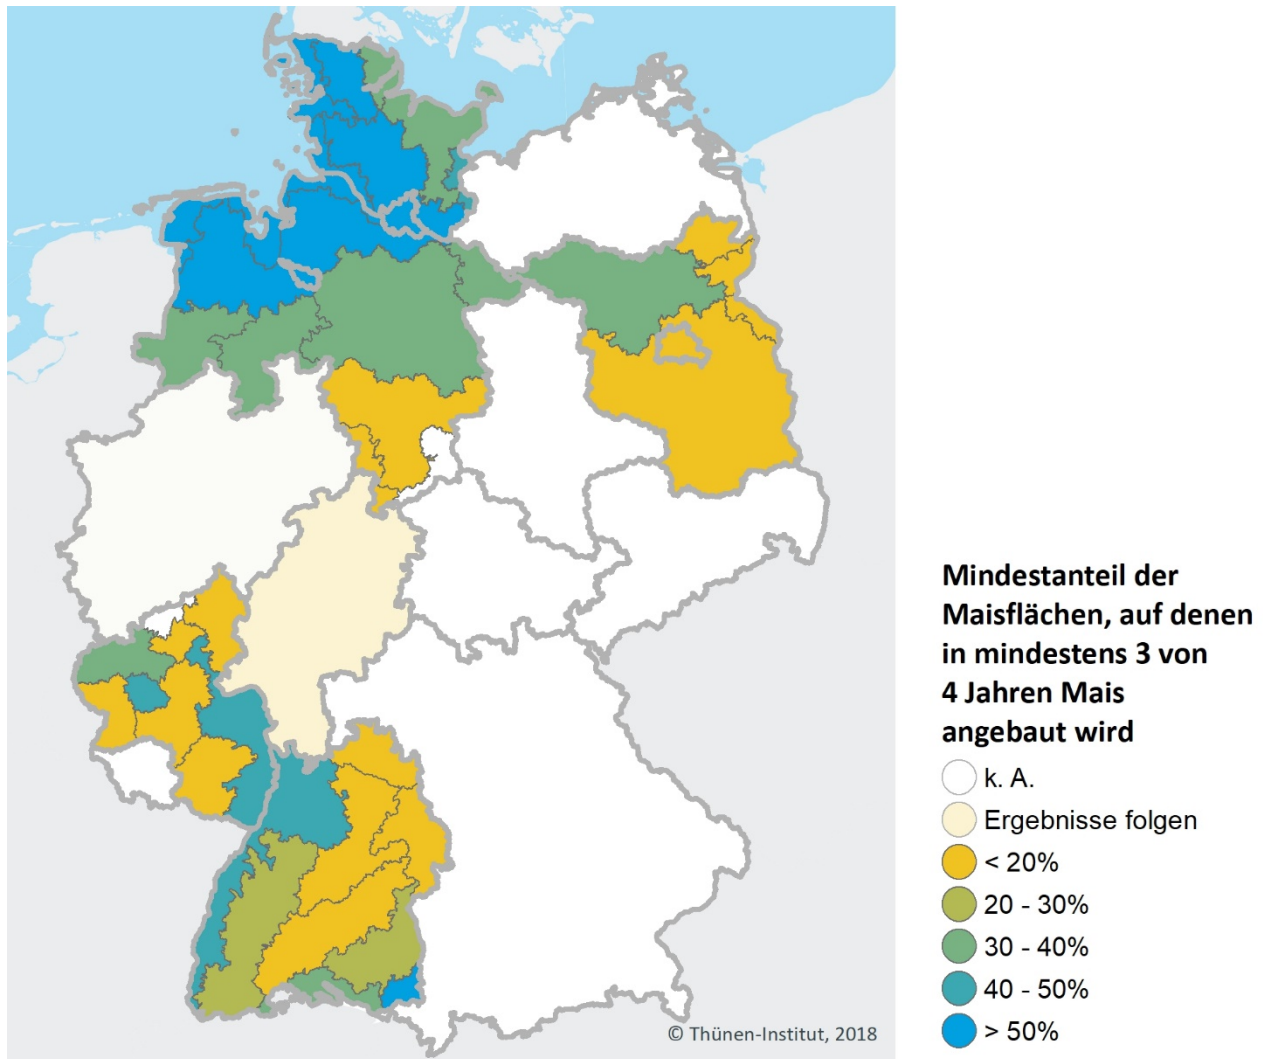 Mindestanteil der
Maisflächen, auf denen
in mindestens 3 von
4 Jahren Mais
angebaut wird
k. A.
Ergebnisse folgen
< 20%
20 - 30%
30 - 40%
40 - 50%
> 50%
© Thünen-Institut, 2018